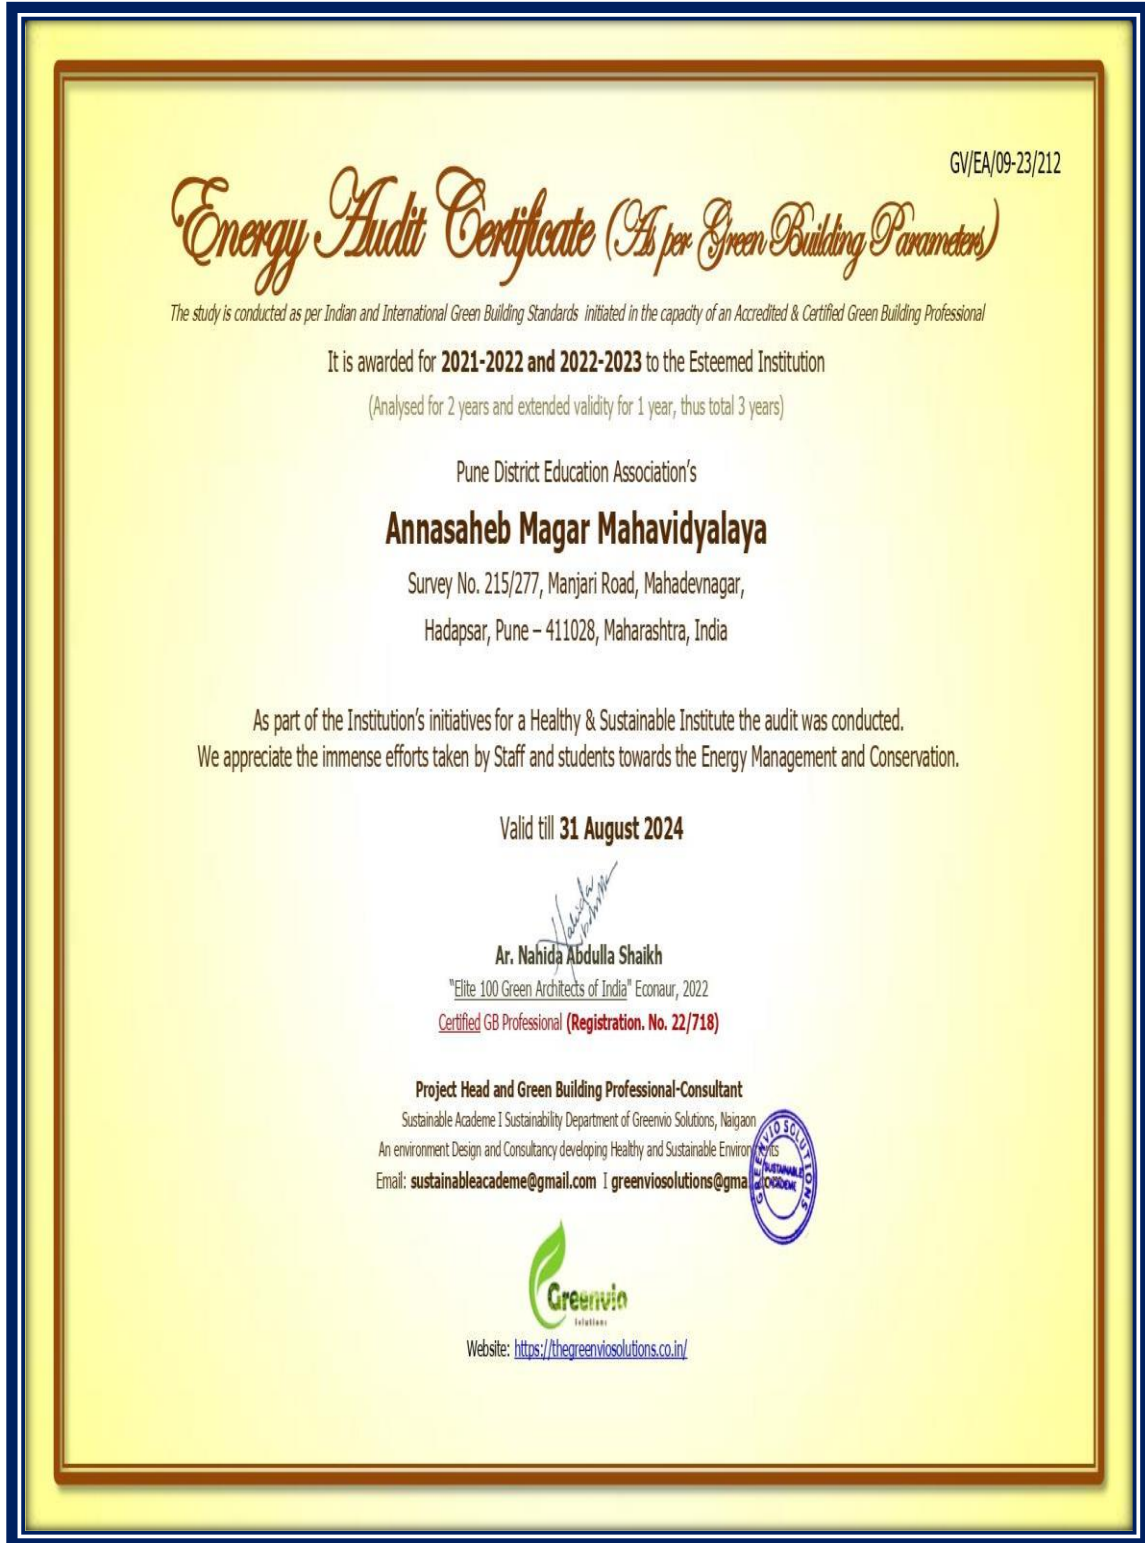 GV/EA/09-23/212
Energy Audit Certificate (As per Green Building Parameters)
The study is conducted as per Indian and International Green Building Standards initiated in the capacity of an Accredited & Certified Green Building Professional
It is awarded for 2021-2022 and 2022-2023 to the Esteemed Institution
(Analysed for 2 years and extended validity for 1 year, thus total 3 years)
Pune District Education Association's
Annasaheb Magar Mahavidyalaya
Survey No. 215/277, Manjari Road, Mahadevnagar,
Hadapsar, Pune – 411028, Maharashtra, India
As part of the Institution's initiatives for a Healthy & Sustainable Institute the audit was conducted.
We appreciate the immense efforts taken by Staff and students towards the Energy Management and Conservation.
Valid till 31 August 2024
Nahida
Ar. Nahida Abdulla Shaikh
"Elite 100 Green Architects of India" Econaur, 2022
Certified GB Professional (Registration. No. 22/718)
Project Head and Green Building Professional-Consultant
Sustainable Academe I Sustainability Department of Greenvio Solutions, Naigaon
An environment Design and Consultancy developing Healthy and Sustainable Environments
Email: sustainableacademe@gmail.com I greenviosolutions@gmail.com
GREENVIO SOLUTIONS
SUSTAINABLE
ACADEME
Greenvio
Solutions
Website: https://thegreenviosolutions.co.in/